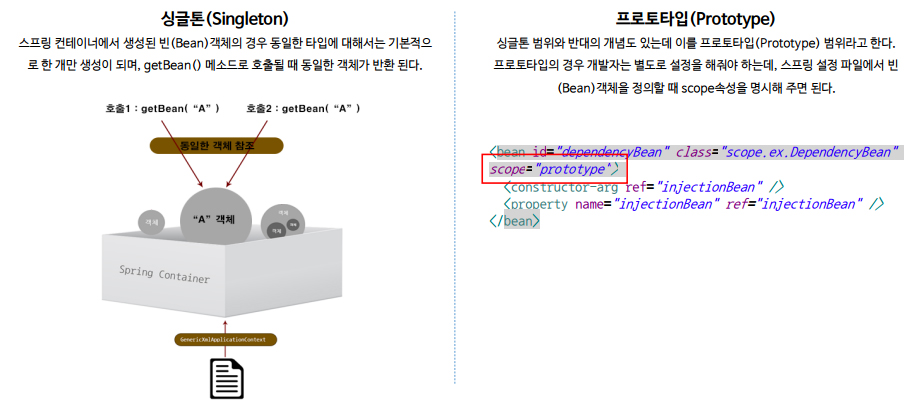 싱글톤(Singleton)
스프링 컨테이너에서 생성된 빈(Bean)객체의 경우 동일한 타입에 대해서는 기본적으
로 한 개만 생성이 되며, getBean() 메소드로 호출될 때 동일한 객체가 반환 된다.
호출1 : getBean( “A” )
호출2 : getBean( “A” )
동일한 객체 참조
객체
“A” 객체
객체
객체
객체
Spring Container
GenericXmlApplicationContext
프로토타입(Prototype)
싱글톤 범위와 반대의 개념도 있는데 이를 프로토타입(Prototype) 범위라고 한다.
프로토타입의 경우 개발자는 별도로 설정을 해줘야 하는데, 스프링 설정 파일에서 빈
(Bean)객체을 정의할 때 scope속성을 명시해 주면 된다.
<bean id="dependencyBean" class="scope.ex.DependencyBean"
scope="prototype">
<constructor-arg ref="injectionBean" />
<property name="injectionBean" ref="injectionBean" />
</bean>